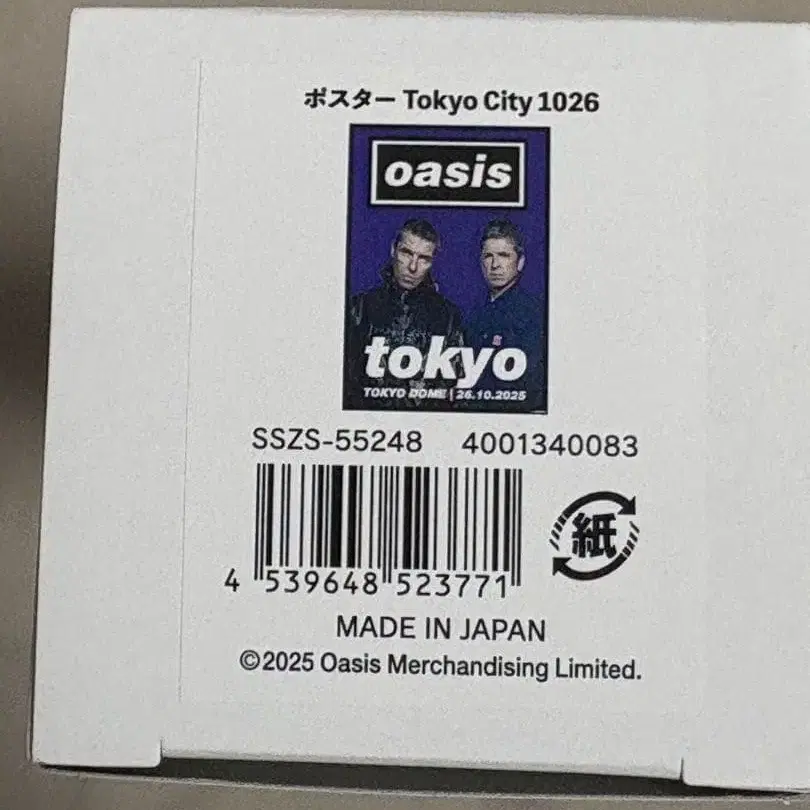 ポスター Tokyo City 1026
oasis
tokyo
TOKYO DOME | 26.10.2025
SSZS-55248 4001340083
4 539648 523771
紙
MADE IN JAPAN
©2025 Oasis Merchandising Limited.